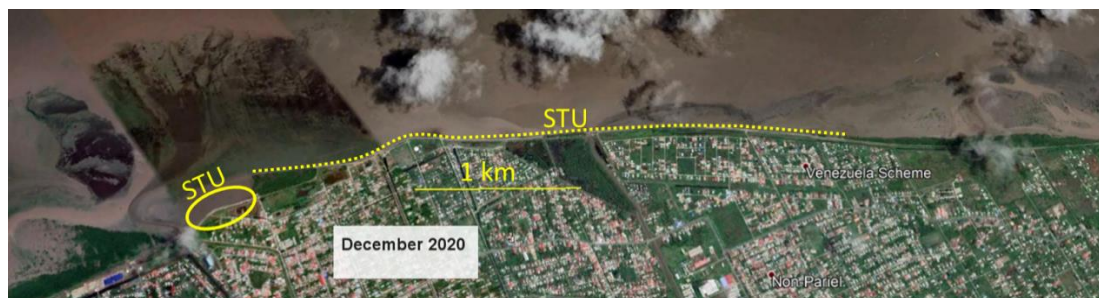 STU
STU
1 km
Venezuela Scheme
December 2020
Non Pariel